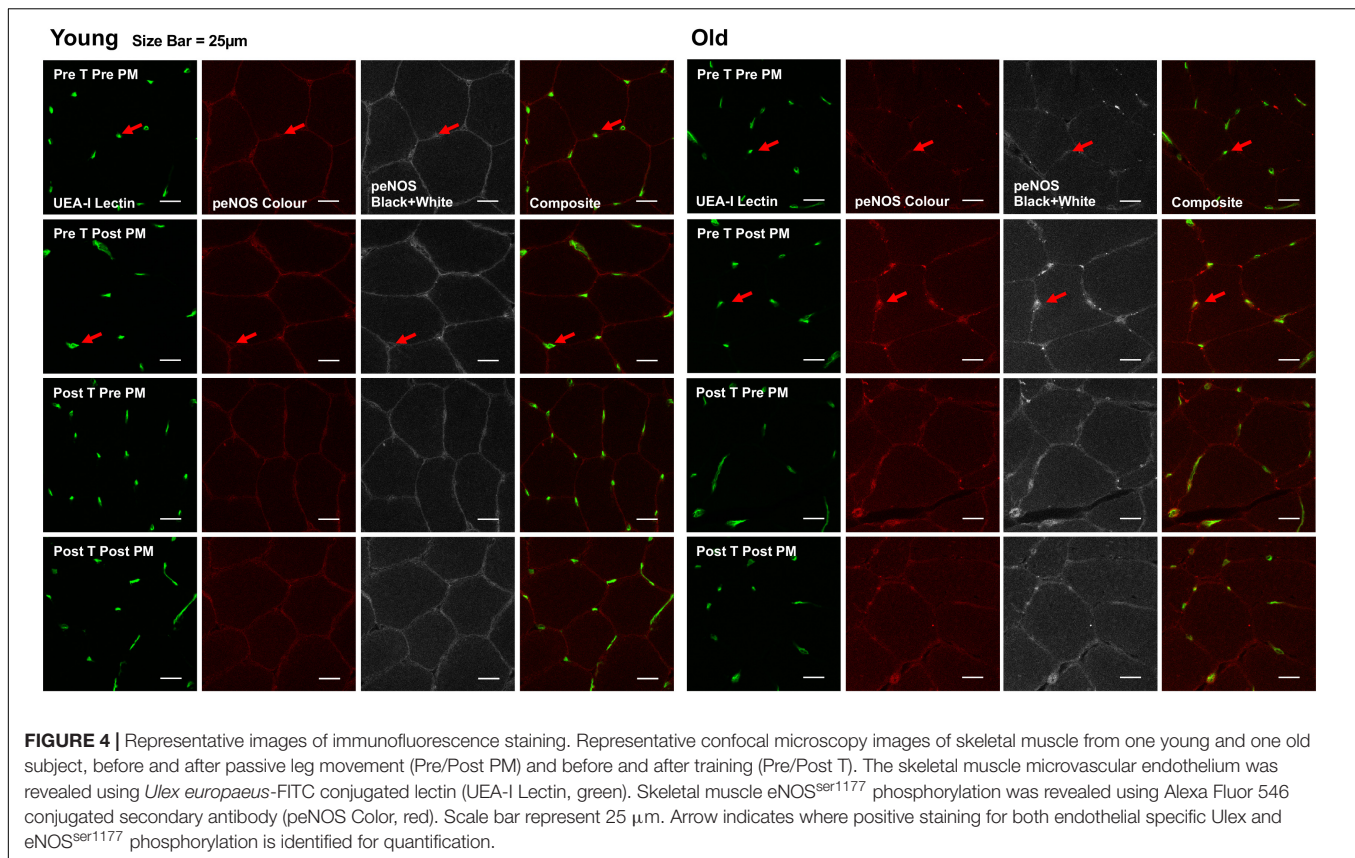 Young Size Bar = 25µm
Old
Pre T Pre PM
UEA-I Lectin
peNOS Colour
peNOS
Black+White
Composite
Pre T Post PM
Post T Pre PM
Post T Post PM
Pre T Pre PM
UEA-I Lectin
peNOS Colour
peNOS
Black+White
Composite
Pre T Post PM
Post T Pre PM
Post T Post PM
FIGURE 4 | Representative images of immunofluorescence staining. Representative confocal microscopy images of skeletal muscle from one young and one old
subject, before and after passive leg movement (Pre/Post PM) and before and after training (Pre/Post T). The skeletal muscle microvascular endothelium was
revealed using Ulex europaeus-FITC conjugated lectin (UEA-I Lectin, green). Skeletal muscle eNOSser1177 phosphorylation was revealed using Alexa Fluor 546
conjugated secondary antibody (peNOS Color, red). Scale bar represent 25 µm. Arrow indicates where positive staining for both endothelial specific Ulex and
eNOSser1177 phosphorylation is identified for quantification.